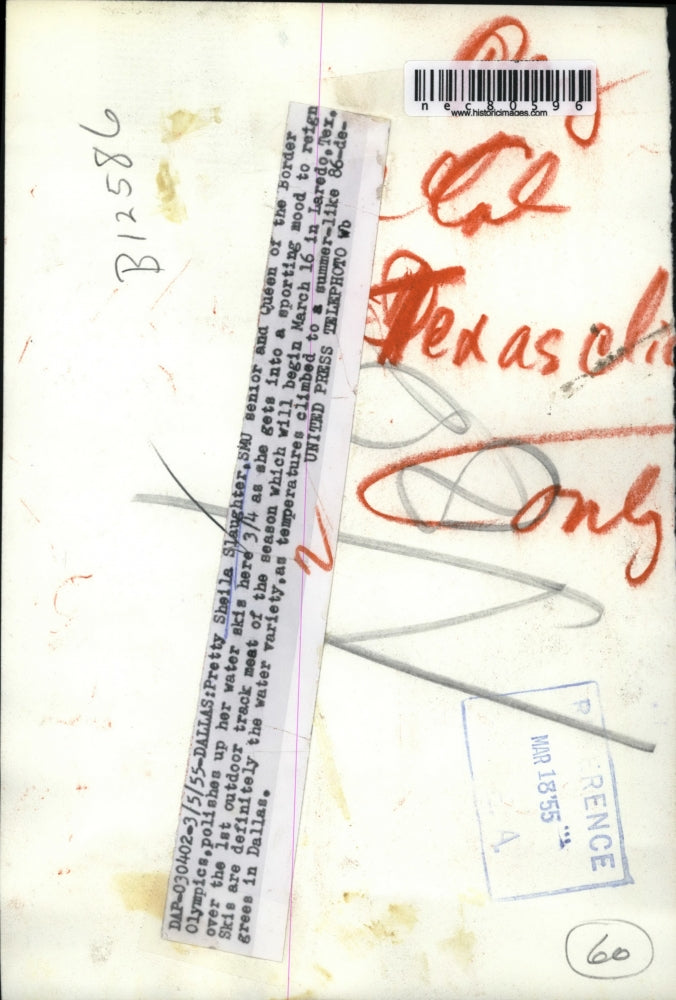 B12586
nec80596
www.historicimages.com
Texas
Only
DAP-030402-3/5/55-DALLAS:Pretty Sheila Slaughter,SMU senior and Queen of the Border
Olympics,polishes up her water skis here 3/4 as she gets into a sporting mood to reign
over the 1st outdoor track meet of the season which will begin March 16 in Laredo,Tex.
Skis are definitely the water variety,as temperatures climbed to a summer-like 86-de-
grees in Dallas.
UNITED PRESS TELEPHOTO Wb
ERENCE
MAR 18'55
A.
60